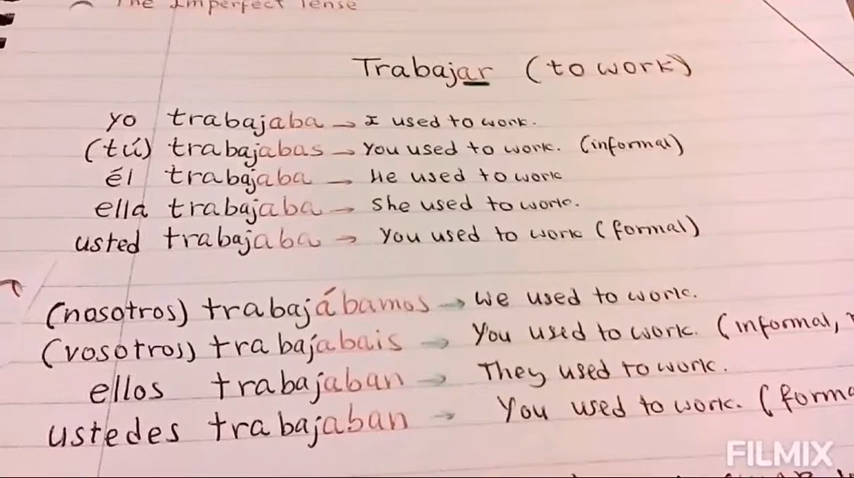 The Imperfect Tense
Trabajar (to work)
yo trabajaba → I used to work.
(tú) trabajabas → You used to work. (informal)
él trabajaba → He used to work
ella trabajaba → She used to work.
usted trabajaba → You used to work (formal)
(nosotros) trabajábamos → We used to work.
(vosotros) trabajabais → You used to work. (informal,
ellos trabajaban → They used to work.
ustedes trabajaban → You used to work. (forma
FILMIX